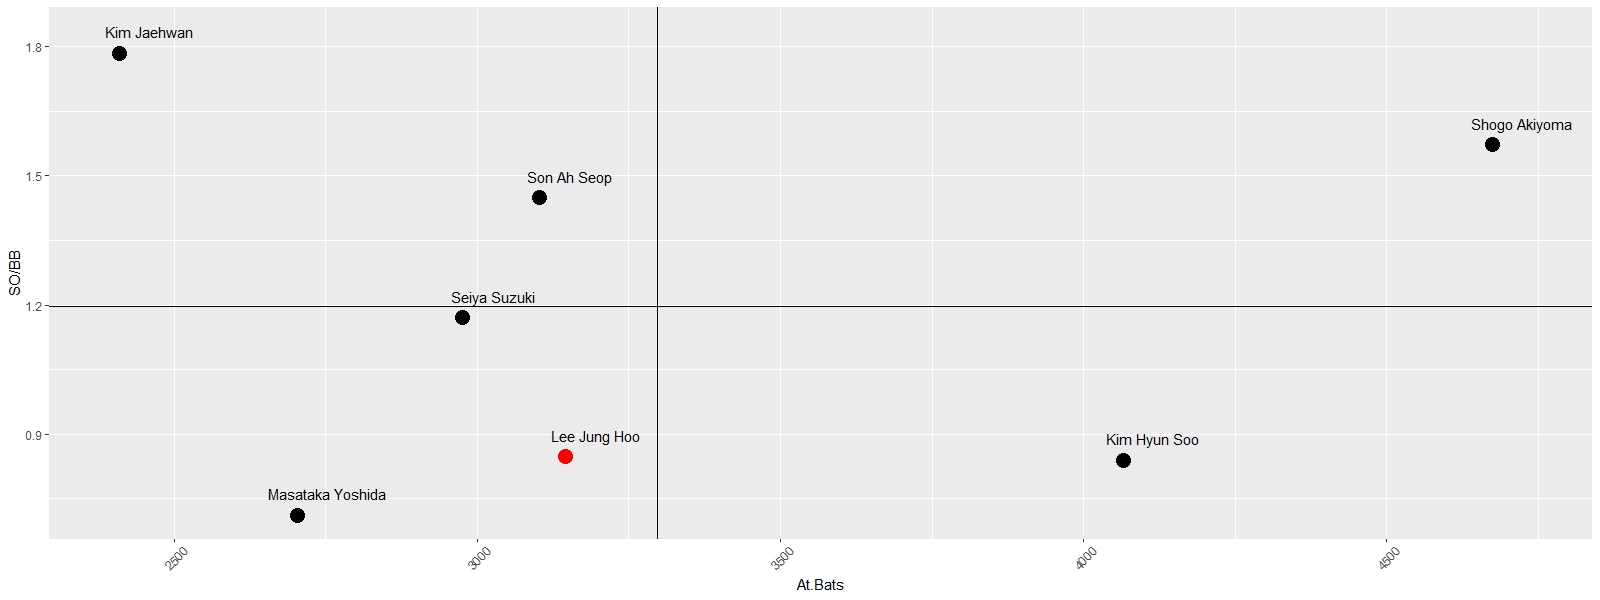 Kim Jaehwan
1.8
Shogo Akiyoma
1.5
Son Ah Seop
SO/BB
Seiya Suzuki
1.2
0.9
Lee Jung Hoo
Kim Hyun Soo
Masataka Yoshida
2500
3000
3500
4000
4500
At.Bats